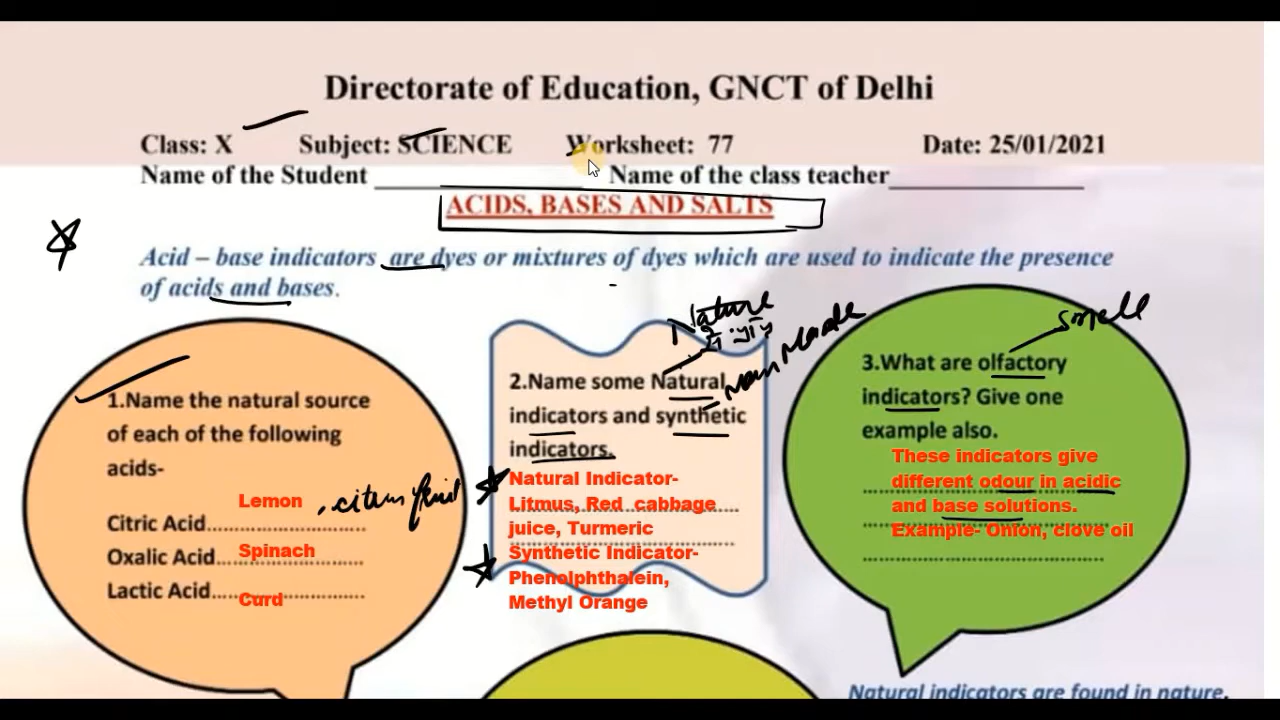 Directorate of Education, GNCT of Delhi
Class: X Subject: SCIENCE Worksheet: 77 Date: 25/01/2021
Name of the Student ______________ Name of the class teacher______________
ACIDS, BASES AND SALTS
Acid – base indicators are dyes or mixtures of dyes which are used to indicate the presence
of acids and bases.
1.Name the natural source
of each of the following
acids-
Lemon
, citrus fruit
Citric Acid..............................
Oxalic Acid...........................
Spinach
Lactic Acid............................
Curd
Nature
Man Made
2.Name some Natural
indicators and synthetic
indicators.
Natural Indicator-
Litmus, Red cabbage
juice, Turmeric
Synthetic Indicator-
Phenolphthalein,
Methyl Orange
Smell
3.What are olfactory
indicators? Give one
example also.
These indicators give
different odour in acidic
and base solutions.
Example- Onion, clove oil
Natural indicators are found in nature.